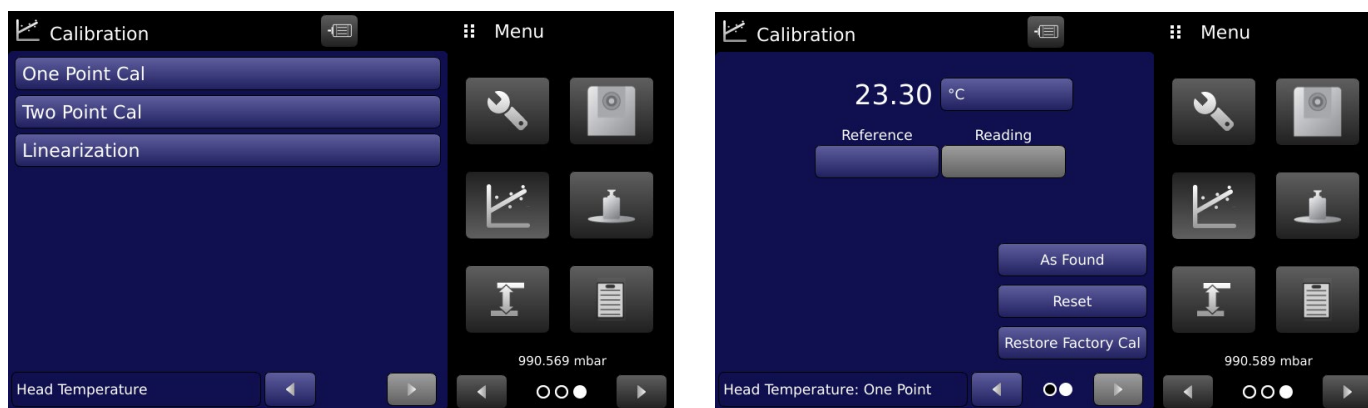 Calibration
Menu
One Point Cal
Two Point Cal
Linearization
990.569 mbar
Head Temperature
Calibration
Menu
23.30 °C
Reference Reading
As Found
Reset
Restore Factory Cal
990.589 mbar
Head Temperature: One Point